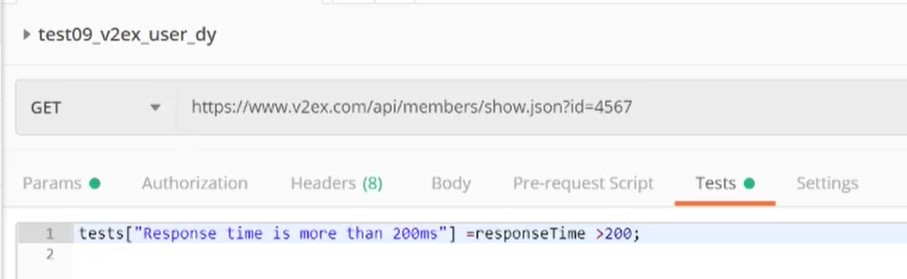 test09_v2ex_user_dy
GET https://www.v2ex.com/api/members/show.json?id=4567
Params Authorization Headers (8) Body Pre-request Script Tests Settings
1 tests["Response time is more than 200ms"] =responseTime >200;
2